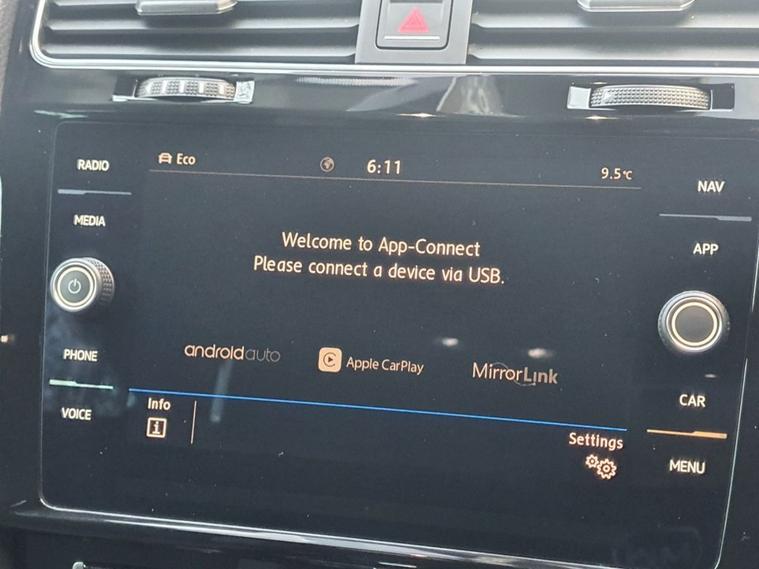 RADIO
MEDIA
PHONE
VOICE
Eco
6:11
9.5°C
Welcome to App-Connect
Please connect a device via USB.
androidauto
Apple CarPlay
MirrorLink
Info
i
Settings
NAV
APP
CAR
MENU